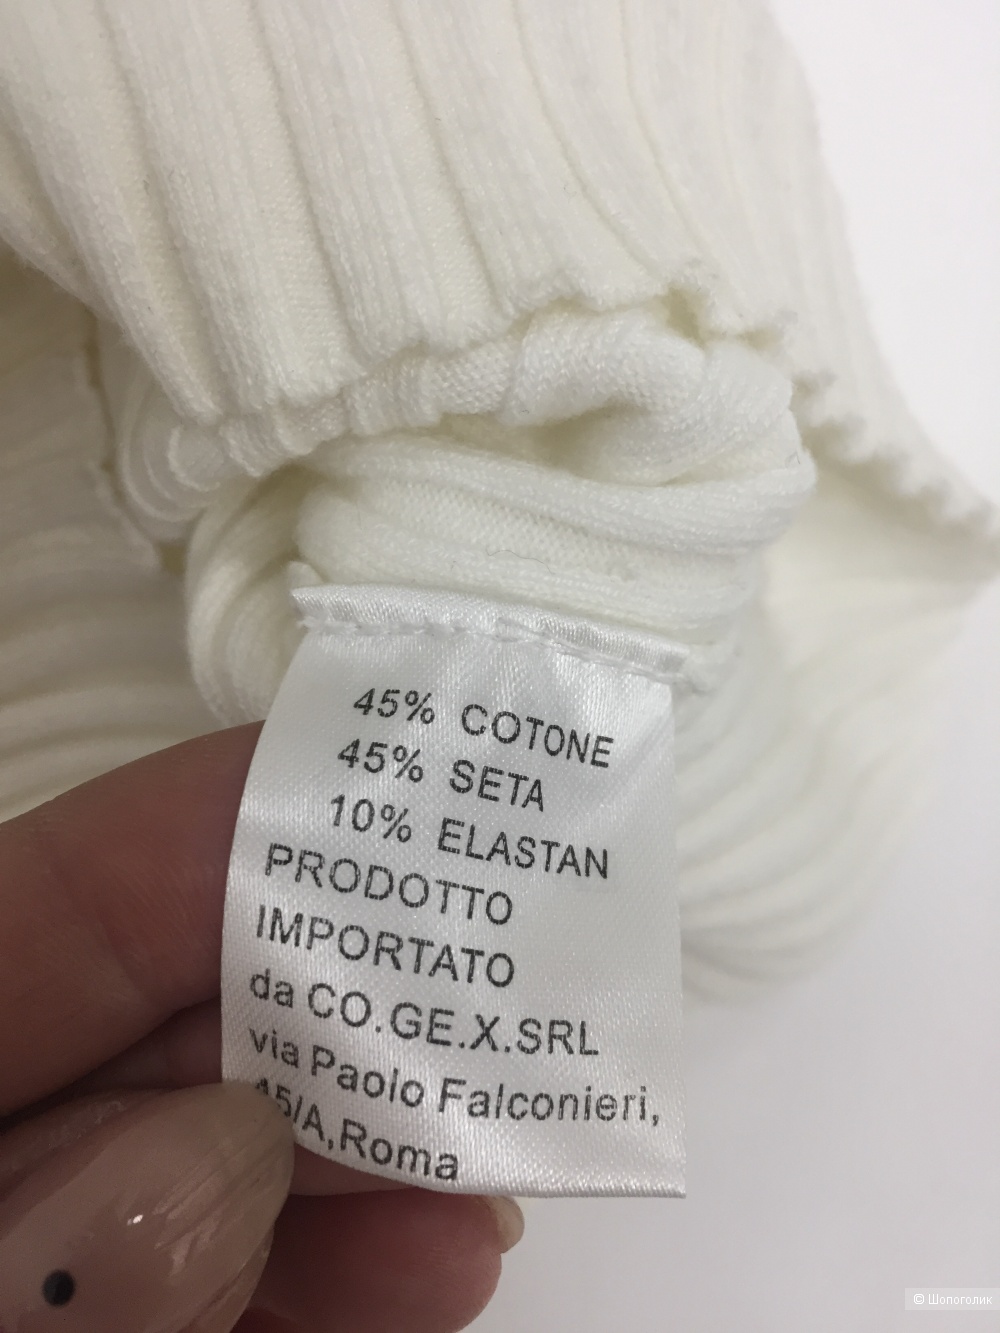 45% COTONE
45% SETA
10% ELASTAN
PRODOTTO
IMPORTATO
da CO.GE.X.SRL
via Paolo Falconieri,
45/A,Roma
© Шопоголик